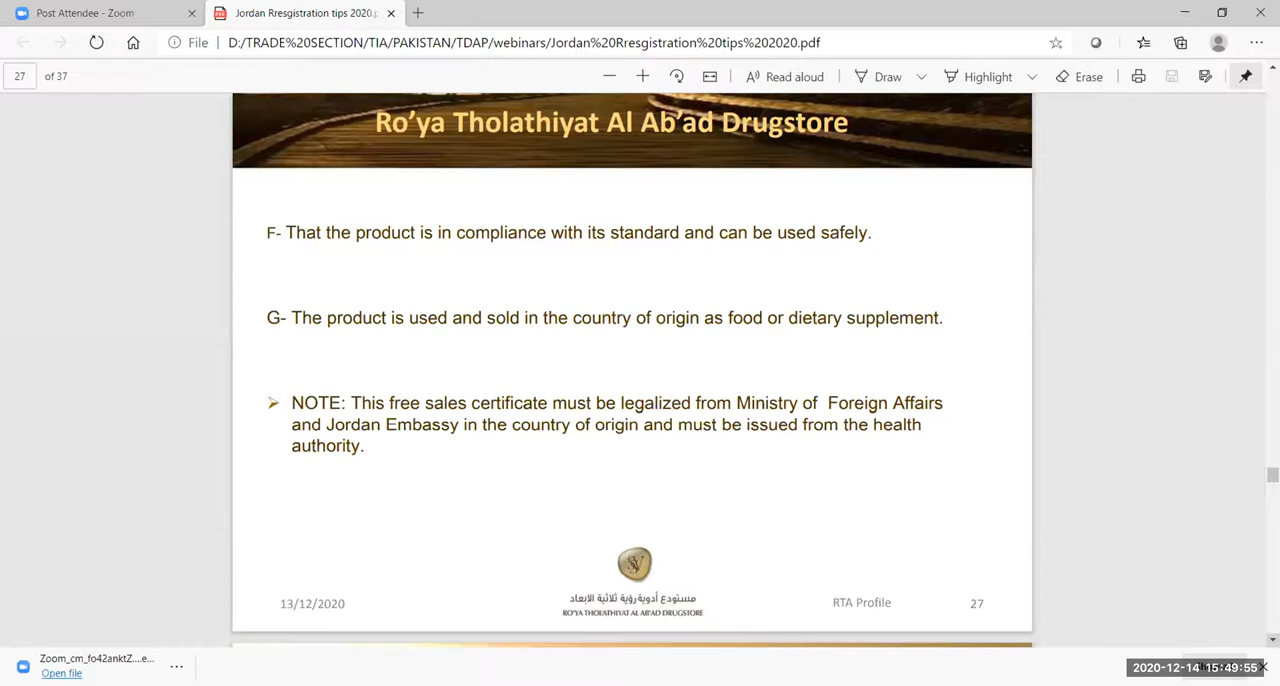 Post Attendee - Zoom
Jordan Rresgistration tips 2020.p
File
D:/TRADE%20SECTION/TIA/PAKISTAN/TDAP/webinars/Jordan%20Rresgistration%20tips%202020.pdf
27 of 37
Read aloud
Draw
Highlight
Erase
Ro'ya Tholathiyat Al Ab'ad Drugstore
F- That the product is in compliance with its standard and can be used safely.
G- The product is used and sold in the country of origin as food or dietary supplement.
NOTE: This free sales certificate must be legalized from Ministry of Foreign Affairs
and Jordan Embassy in the country of origin and must be issued from the health
authority.
مستودع أدوية رؤية ثلاثية الابعاد
RO'YA THOLATHIYAT AL AB'AD DRUGSTORE
13/12/2020
RTA Profile
27
Zoom_cm_fo42anktZ....e...
Open file
2020-12-14 15:49:55